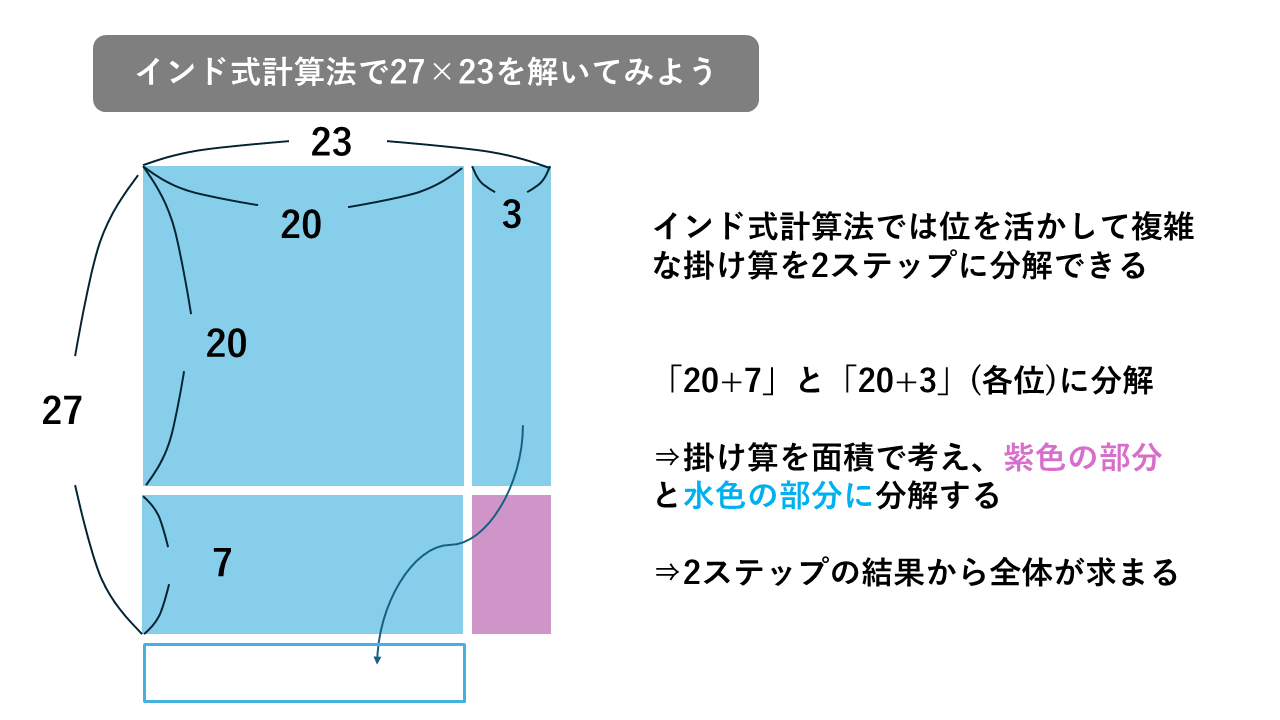 インド式計算法で27×23を解いてみよう
23
20
3
20
27
7
インド式計算法では位を活かして複雑
な掛け算を2ステップに分解できる
「20+7」と「20+3」(各位)に分解
⇒掛け算を面積で考え、紫色の部分
と水色の部分に分解する
⇒2ステップの結果から全体が求まる